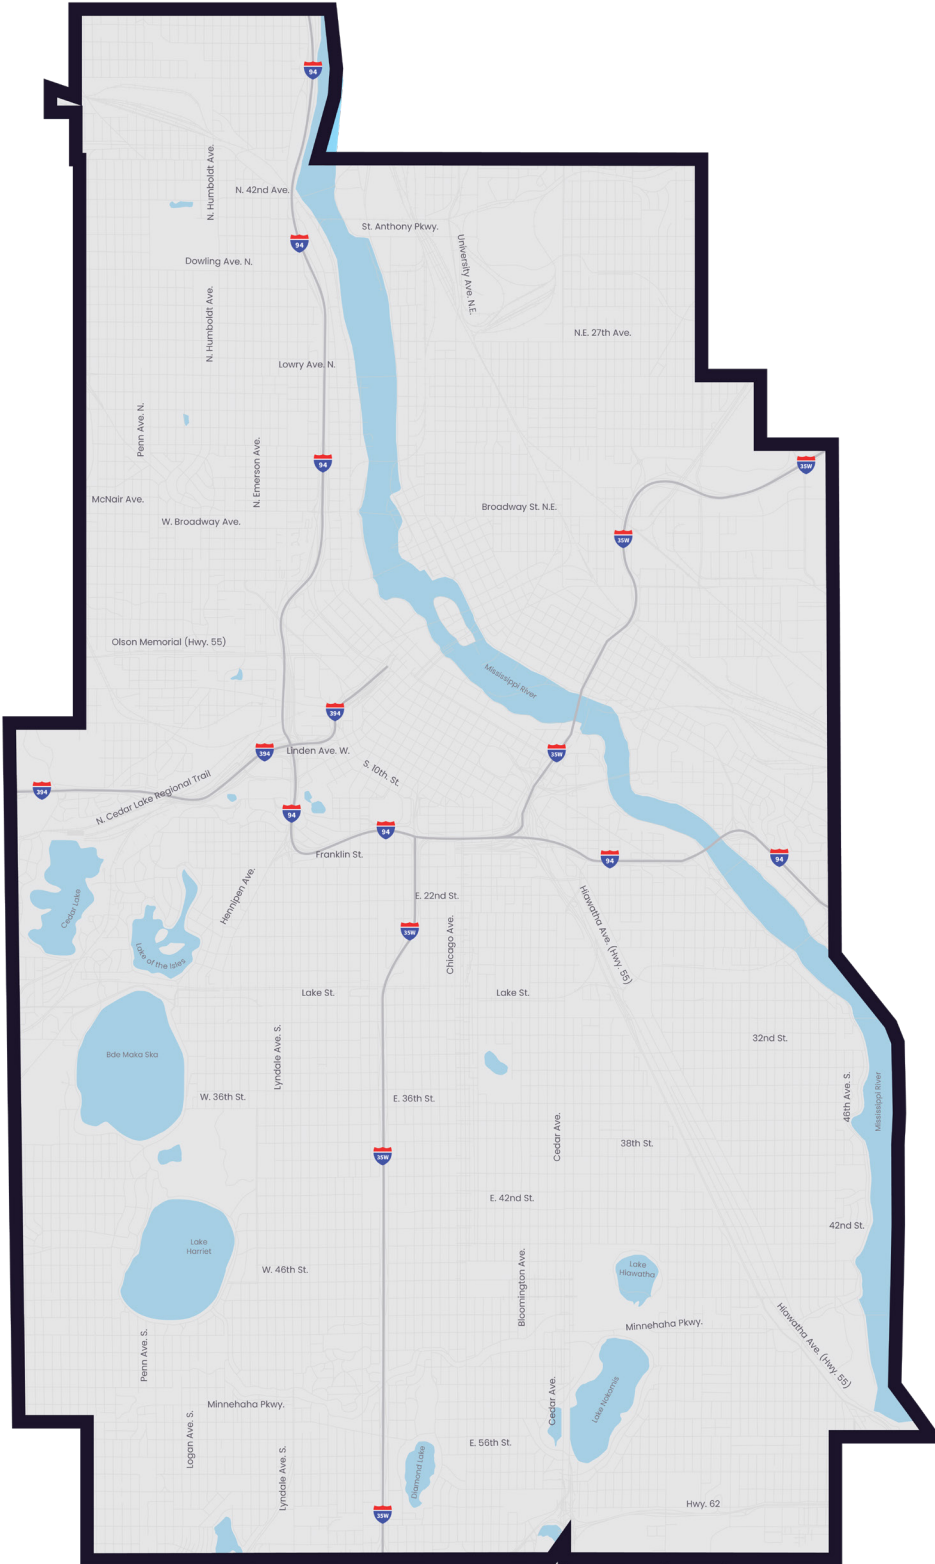 94
N. Humboldt Ave.
N. 42nd Ave.
St. Anthony Pkwy.
94
University Ave. N.E.
Dowling Ave. N.
N. Humboldt Ave.
N.E. 27th Ave.
Lowry Ave. N.
Penn Ave. N.
N. Emerson Ave.
94
35W
McNair Ave.
W. Broadway Ave.
Broadway St. N.E.
35W
Olson Memorial (Hwy. 55)
Mississippi River
394
394
Linden Ave. W.
35W
S. 10th. St.
394
N. Cedar Lake Regional Trail
94
94
Franklin St.
94
94
Cedar Lake
Hennipen Ave.
E. 22nd St.
Hiawatha Ave. (Hwy. 55)
35W
Chicago Ave.
Lake of the Isles
Lake St.
Lake St.
32nd St.
Bde Maka Ska
Lyndale Ave. S.
46th Ave. S.
Mississippi River
W. 36th St.
E. 36th St.
Cedar Ave.
38th St.
35W
E. 42nd St.
42nd St.
Lake
Harriet
W. 46th St.
Bloomington Ave.
Lake
Hiawatha
Penn Ave. S.
Minnehaha Pkwy.
Hiawatha Ave. (Hwy. 55)
Minnehaha Pkwy.
Cedar Ave.
Lake Nokomis
Logan Ave. S.
E. 56th St.
Lyndale Ave. S.
Diamond Lake
35W
Hwy. 62